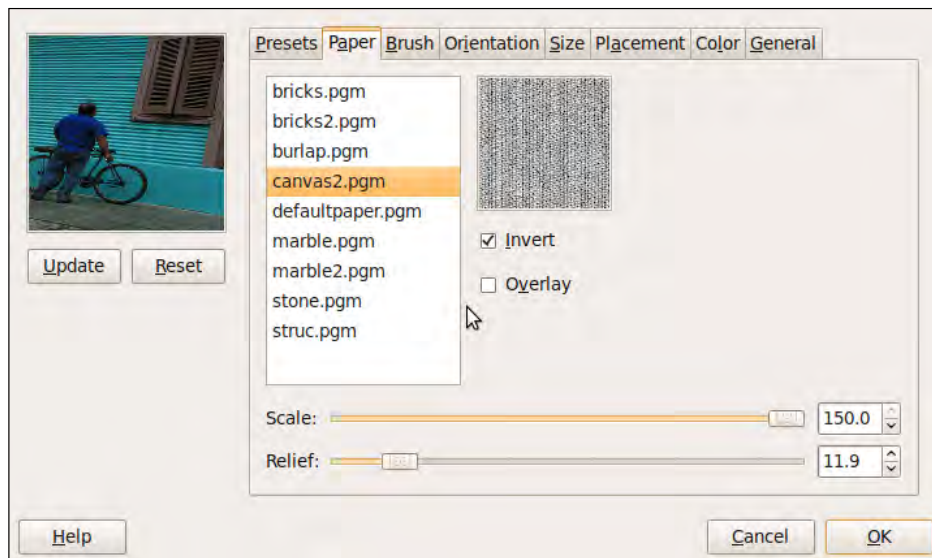 Presets Paper Brush Orientation Size Placement Color General
bricks.pgm
bricks2.pgm
burlap.pgm
canvas2.pgm
defaultpaper.pgm
marble.pgm
marble2.pgm
stone.pgm
struc.pgm
Invert
Overlay
Update Reset
Scale: 150.0
Relief: 11.9
Help Cancel OK